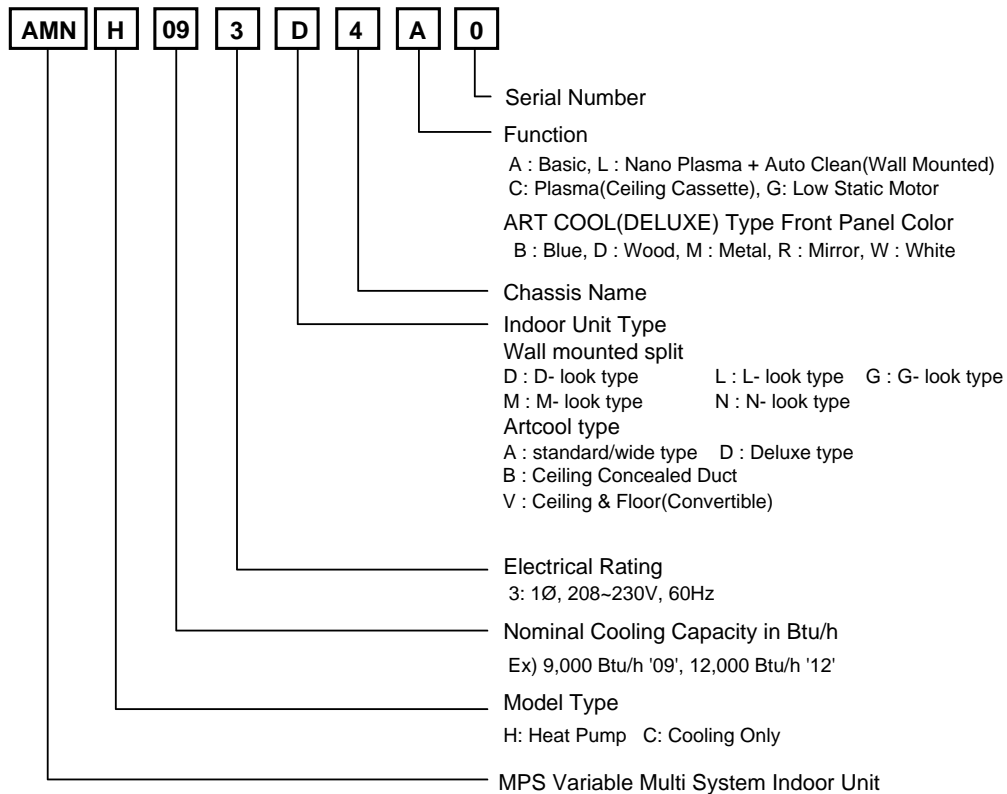 AMN H 09 3 D 4 A 0
Serial Number
Function
A : Basic, L : Nano Plasma + Auto Clean(Wall Mounted)
C: Plasma(Ceiling Cassette), G: Low Static Motor
ART COOL(DELUXE) Type Front Panel Color
B : Blue, D : Wood, M : Metal, R : Mirror, W : White
Chassis Name
Indoor Unit Type
Wall mounted split
D : D- look type L : L- look type G : G- look type
M : M- look type N : N- look type
Artcool type
A : standard/wide type D : Deluxe type
B : Ceiling Concealed Duct
V : Ceiling & Floor(Convertible)
Electrical Rating
3: 1Ø, 208~230V, 60Hz
Nominal Cooling Capacity in Btu/h
Ex) 9,000 Btu/h '09', 12,000 Btu/h '12'
Model Type
H: Heat Pump C: Cooling Only
MPS Variable Multi System Indoor Unit